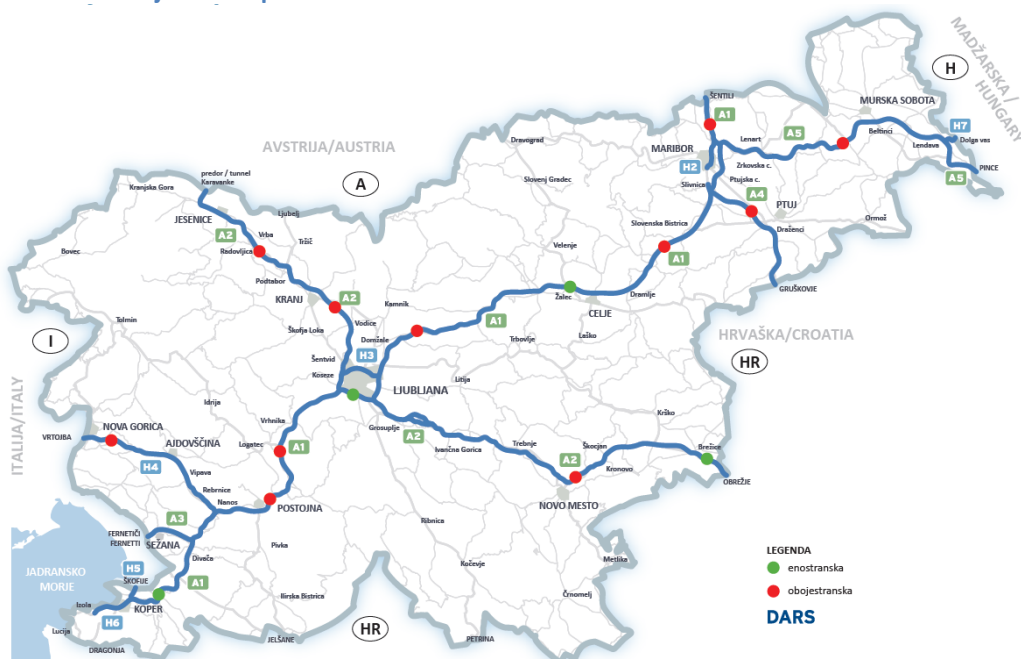 MADŽARSKA /
HUNGARY
H
ŠENTILJ
A1
MURSKA SOBOTA
A5
Lenart
Beltinci
H7
Dolga vas
Lendava
PINCE
A5
Dravograd
MARIBOR
H2
Zrkovska c.
Ptujska c.
A4
Slivnica
PTUJ
Ormož
Draženci
GRUŠKOVJE
AVSTRIJA/AUSTRIA
A
predor / tunnel
Karavanke
Kranjska Gora
Slovenj Gradec
JESENICE
Ljubelj
A2
Vrba
Tržič
Radovljica
Slovenska Bistrica
A1
Velenje
Bovec
Podtabor
KRANJ
A2
Kamnik
Žalec
CELJE
Dramlje
Tolmin
Škofja Loka
Vodice
Domžale
A1
Trbovlje
Laško
HRVAŠKA/CROATIA
HR
I
Šentvid
H3
Koseze
LJUBLJANA
Litija
ITALIJA/ITALY
Idrija
Vrhnika
Grosuplje
A2
Ivančna Gorica
Trebnje
Škocjan
Krško
Brežice
OBREŽJE
VRTOJBA
NOVA GORICA
AJDOVŠČINA
Logatec
A1
A2
Kronovo
NOVO MESTO
H4
Vipava
Rebrnice
Nanos
POSTOJNA
Ribnica
A3
FERNETIČI
FERNETTI
SEŽANA
Pivka
Divača
Kočevje
Metlika
JADRANSKO
MORJE
H5
ŠKOFIJE
A1
Izola
KOPER
H6
Lucija
DRAGONJA
Ilirska Bistrica
JELŠANE
HR
PETRINA
Črnomelj
LEGENDA
enostranska
obojestranska
DARS